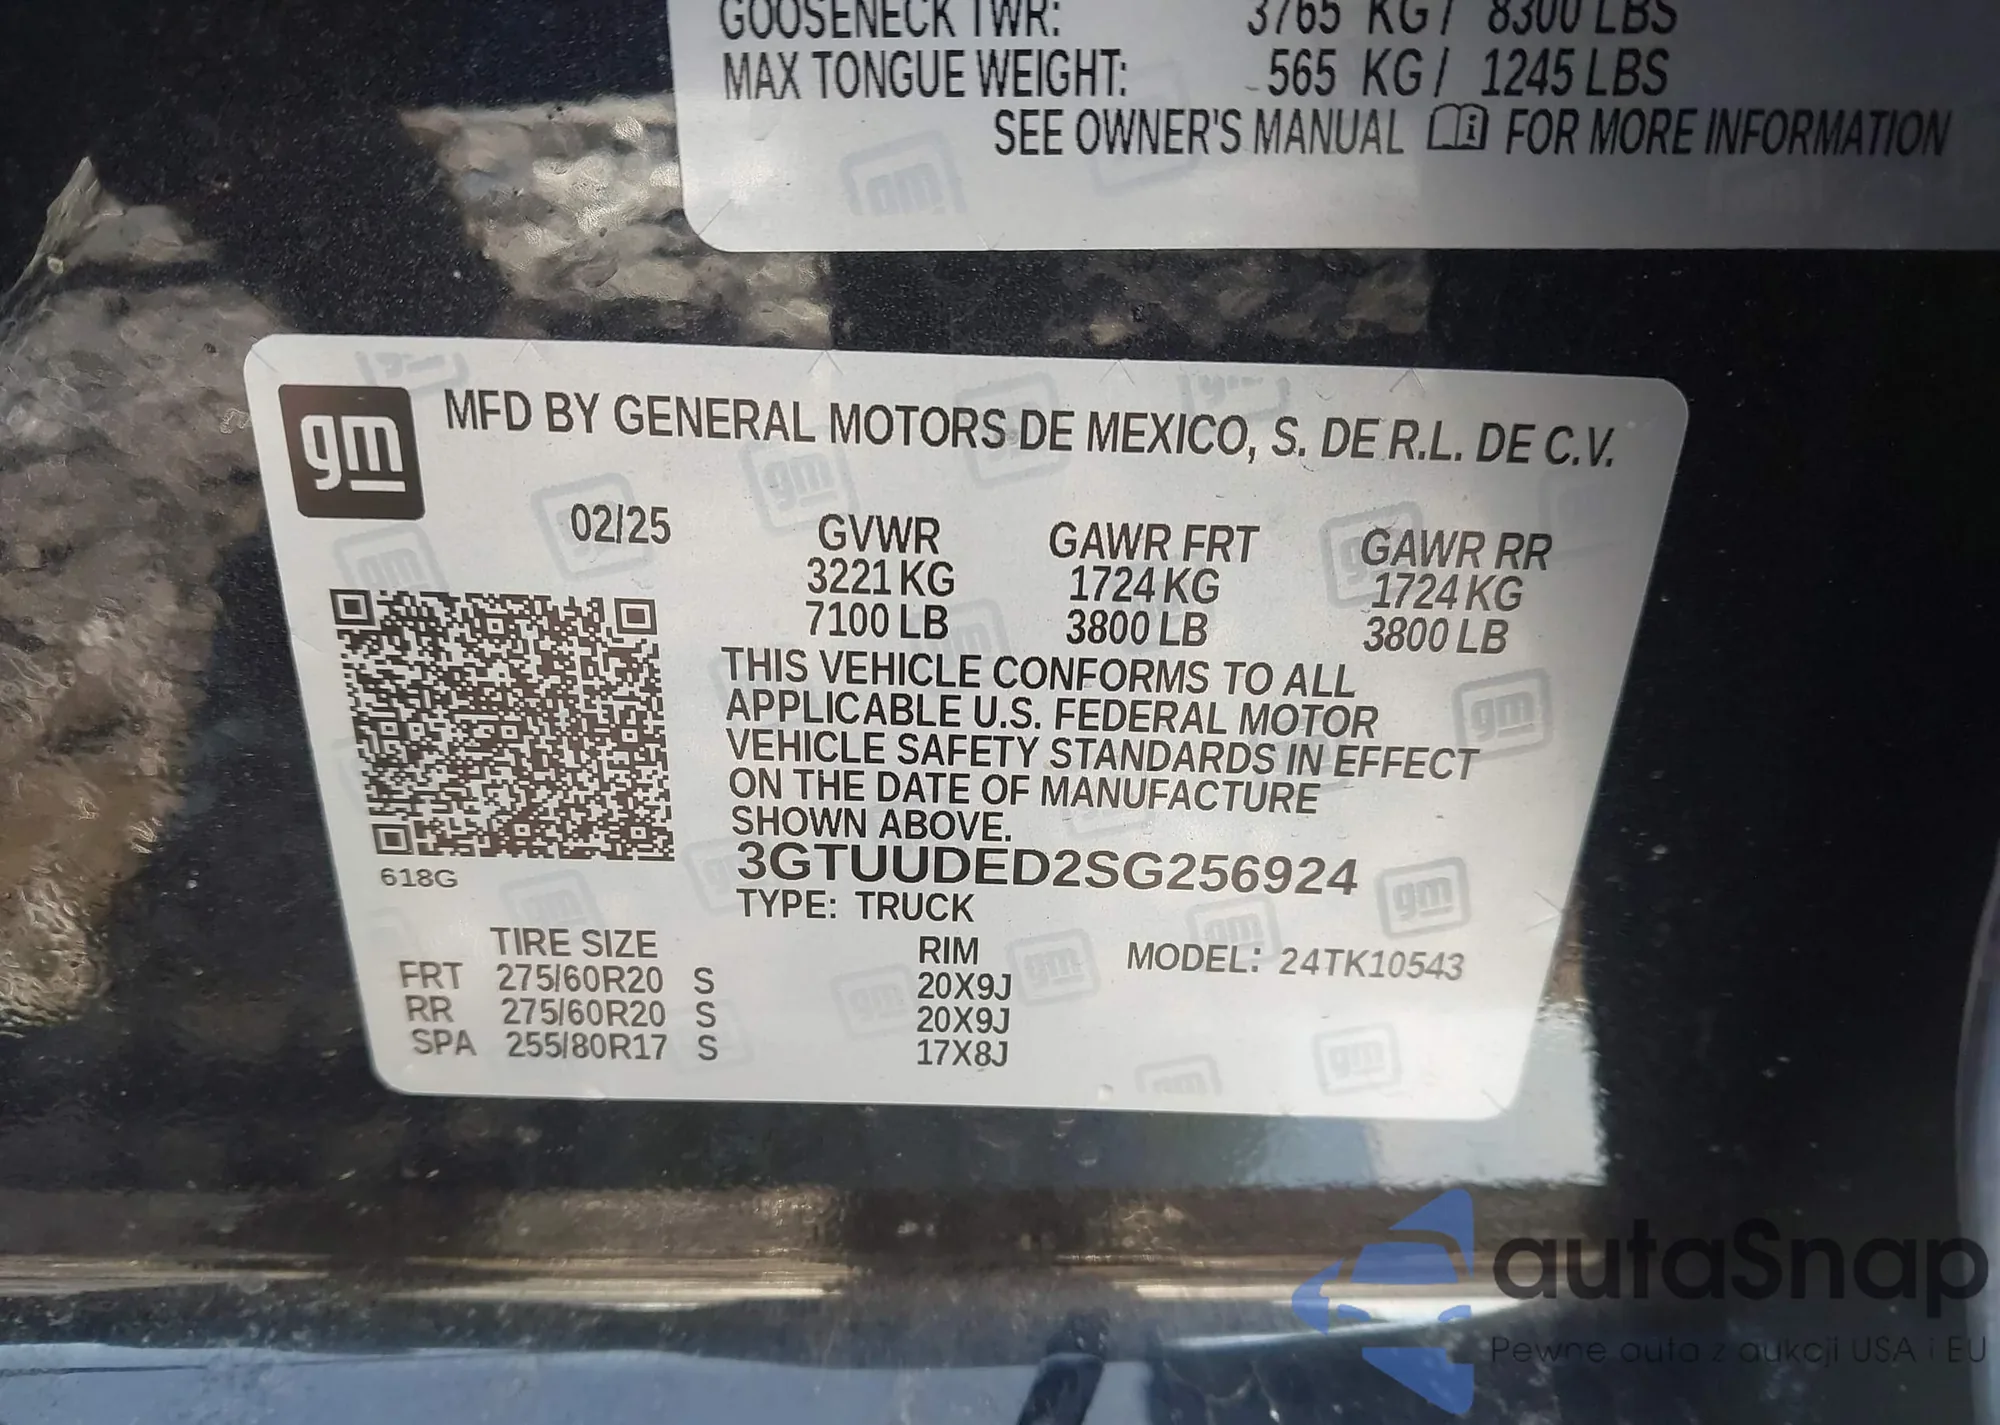 GOOSENECK TWR: 3765 KG / 8300 LBS
MAX TONGUE WEIGHT: 565 KG / 1245 LBS
SEE OWNER'S MANUAL FOR MORE INFORMATION
gm
MFD BY GENERAL MOTORS DE MEXICO, S. DE R.L. DE C.V.
02/25 GVWR GAWR FRT GAWR RR
3221 KG 1724 KG 1724 KG
7100 LB 3800 LB 3800 LB
THIS VEHICLE CONFORMS TO ALL
APPLICABLE U.S. FEDERAL MOTOR
VEHICLE SAFETY STANDARDS IN EFFECT
ON THE DATE OF MANUFACTURE
SHOWN ABOVE.
3GTUUDED2SG256924
618G
TYPE: TRUCK
TIRE SIZE RIM MODEL: 24TK10543
FRT 275/60R20 S 20X9J
RR 275/60R20 S 20X9J
SPA 255/80R17 S 17X8J
autaSnap
Pewne auta z aukcji USA i EU